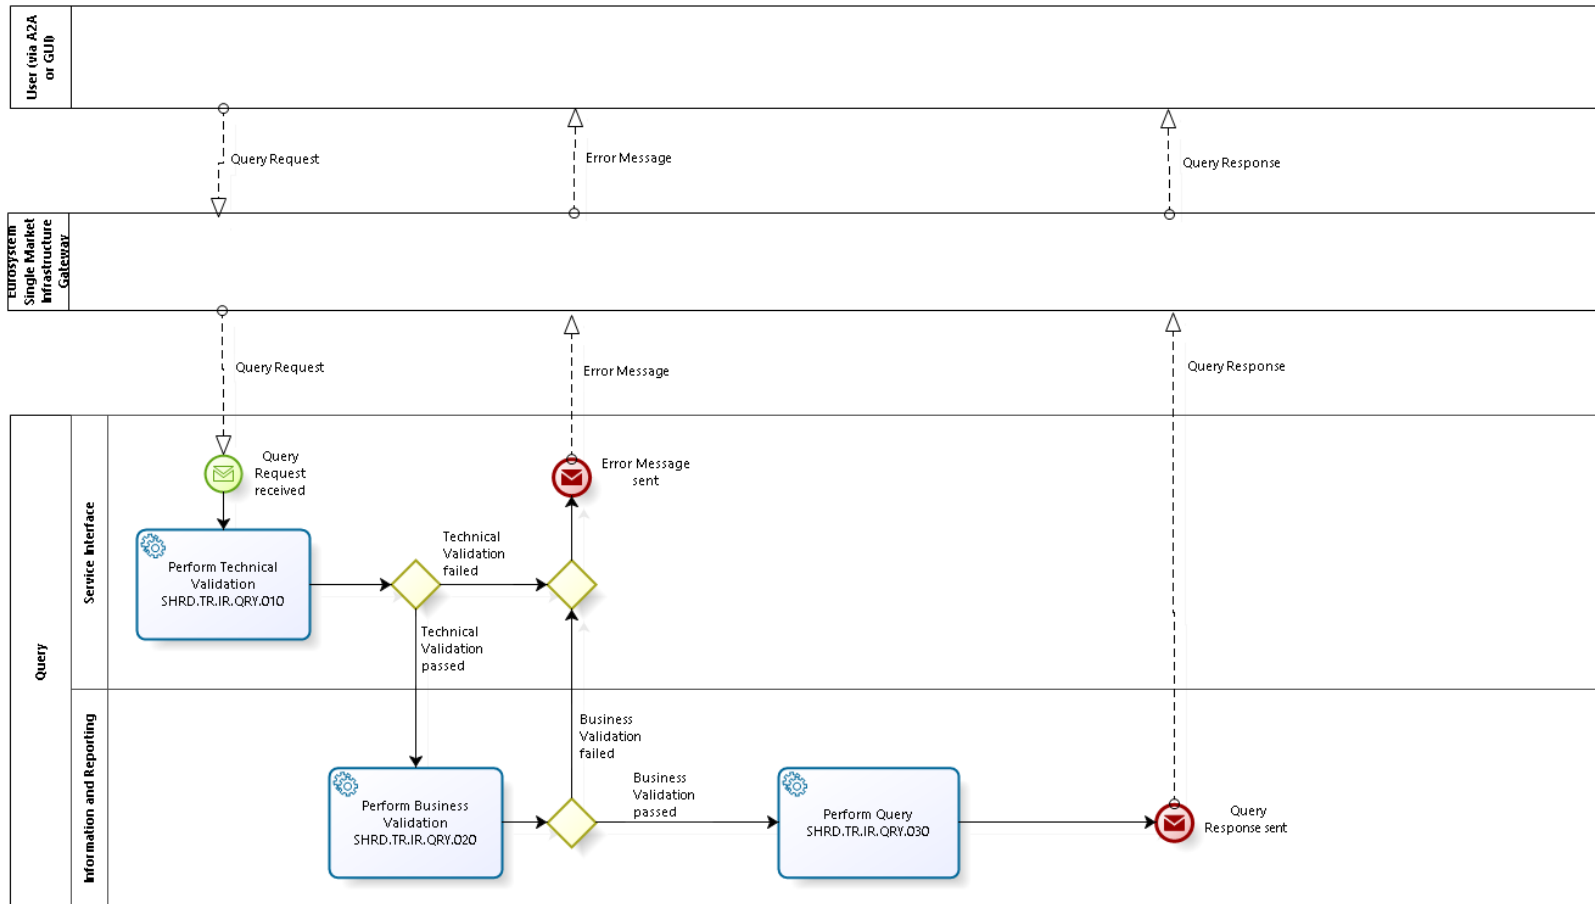 User (via A2A
or GUI)
Query Request
Error Message
Query Response
Eurosystem
Single Market
Infrastructure
Gateway
Query Request
Error Message
Query Response
Query
Service Interface
Query
Request
received
Error Message
sent
Perform Technical
Validation
SHRD.TR.IR.QRY.010
Technical
Validation
failed
Technical
Validation
passed
Information and Reporting
Business
Validation
failed
Perform Business
Validation
SHRD.TR.IR.QRY.020
Business
Validation
passed
Perform Query
SHRD.TR.IR.QRY.030
Query
Response sent